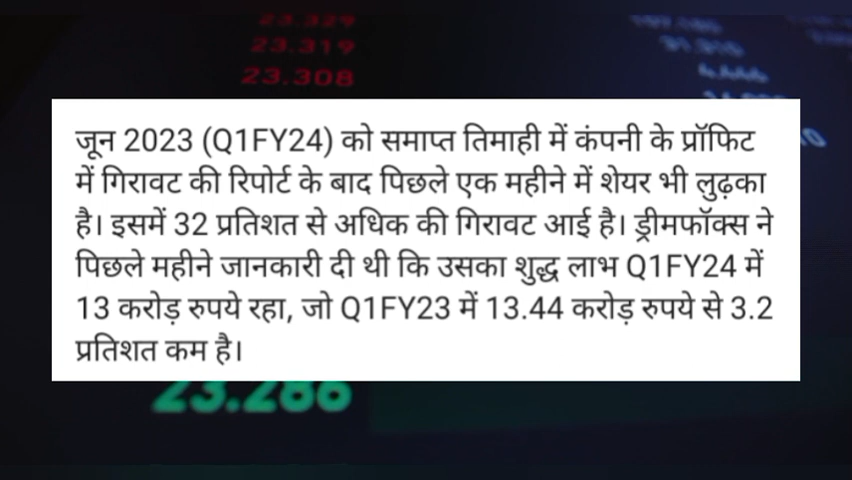 23.329
23.319
23.308
जून 2023 (Q1FY24) को समाप्त तिमाही में कंपनी के प्रॉफिट
में गिरावट की रिपोर्ट के बाद पिछले एक महीने में शेयर भी लुढ़का
है। इसमें 32 प्रतिशत से अधिक की गिरावट आई है। ड्रीमफॉक्स ने
पिछले महीने जानकारी दी थी कि उसका शुद्ध लाभ Q1FY24 में
13 करोड़ रुपये रहा, जो Q1FY23 में 13.44 करोड़ रुपये से 3.2
प्रतिशत कम है।
23.286